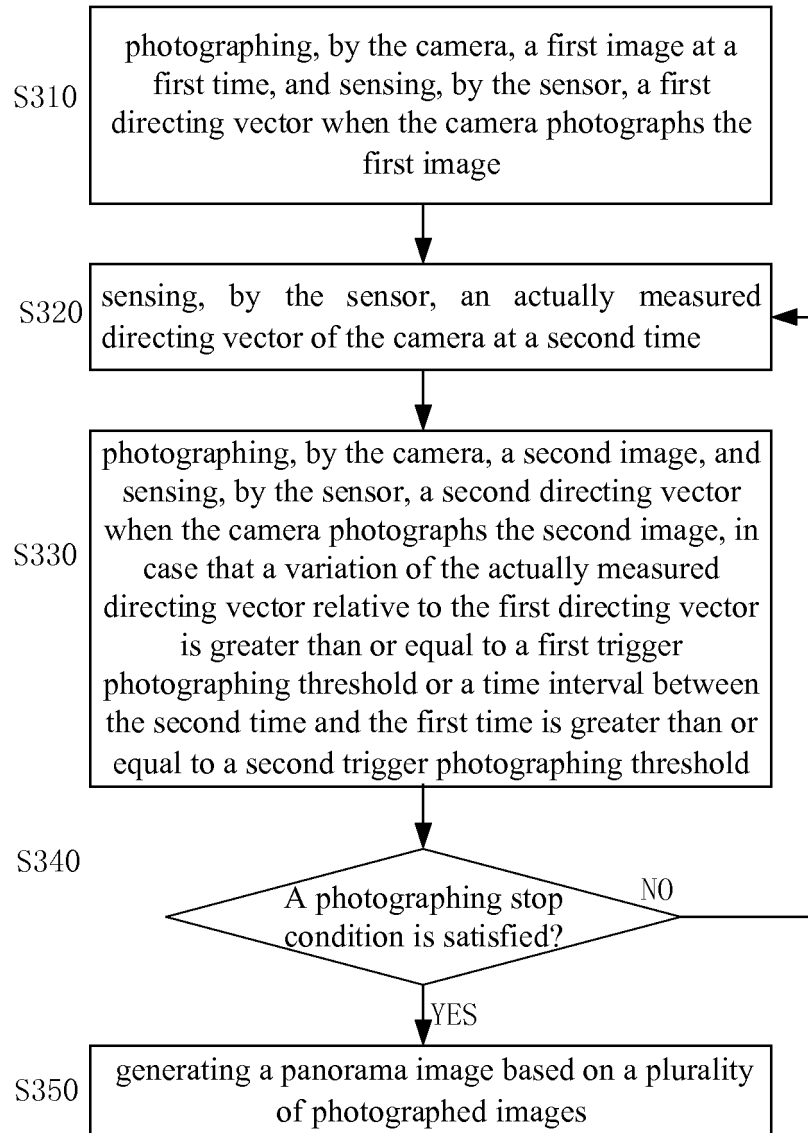 photographing, by the camera, a first image at a
first time, and sensing, by the sensor, a first
S310
directing vector when the camera photographs the
first image
S320
sensing, by the sensor, an actually measured
directing vector of the camera at a second time
photographing, by the camera, a second image, and
sensing, by the sensor, a second directing vector
when the camera photographs the second image, in
S330
case that a variation of the actually measured
directing vector relative to the first directing vector
is greater than or equal to a first trigger
photographing threshold or a time interval between
the second time and the first time is greater than or
equal to a second trigger photographing threshold
S340
A photographing stop
condition is satisfied?
NO
YES
S350
generating a panorama image based on a plurality
of photographed images